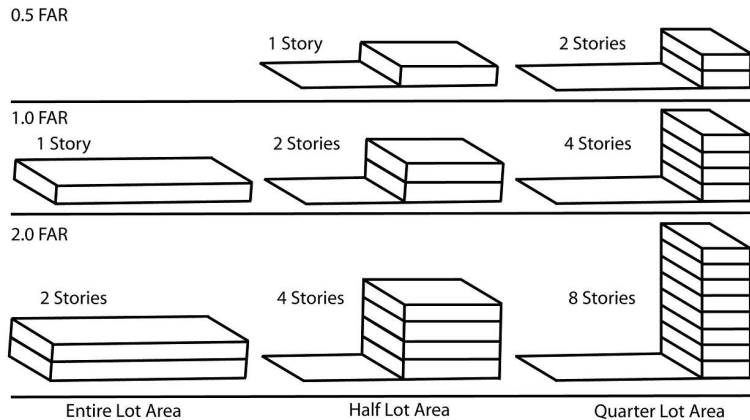 0.5 FAR
1 Story
2 Stories
1.0 FAR
1 Story
2 Stories
4 Stories
2.0 FAR
2 Stories
4 Stories
8 Stories
Entire Lot Area
Half Lot Area
Quarter Lot Area